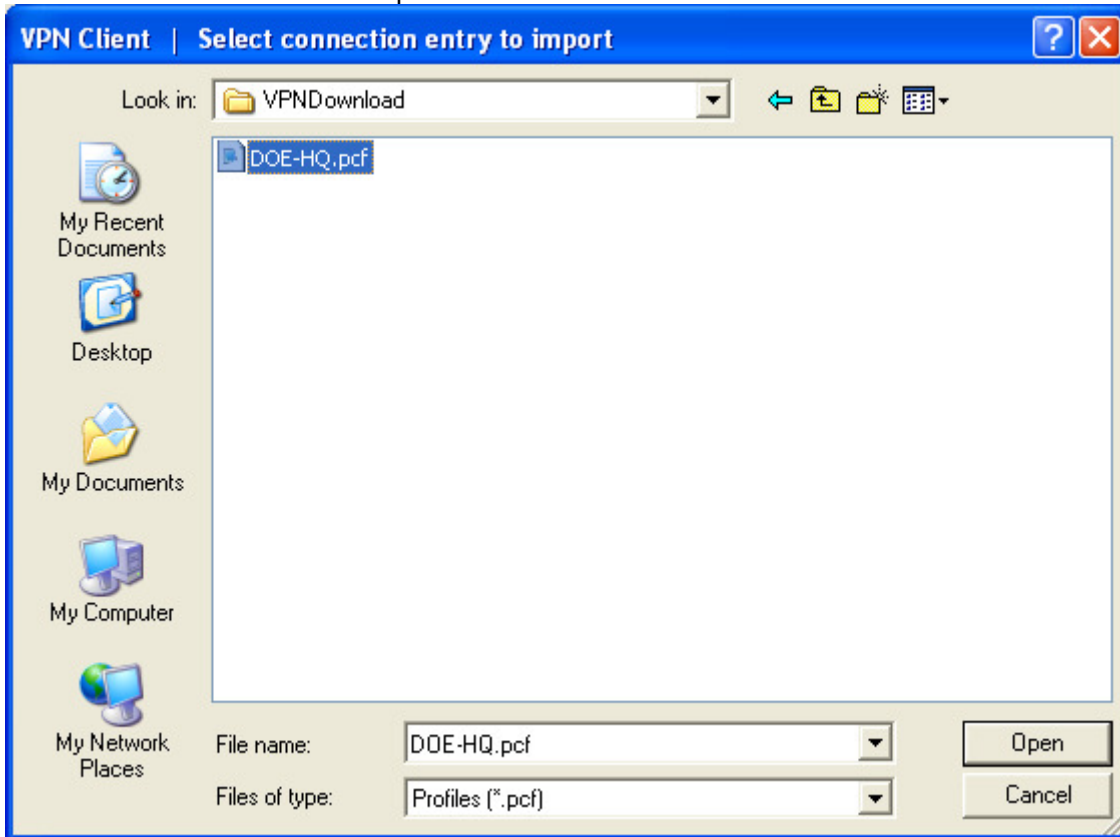 VPN Client | Select connection entry to import
Look in: VPNDownload
DOE-HQ.pcf
My Recent
Documents
Desktop
My Documents
My Computer
My Network
Places
File name: DOE-HQ.pcf Open
Files of type: Profiles (*.pcf) Cancel